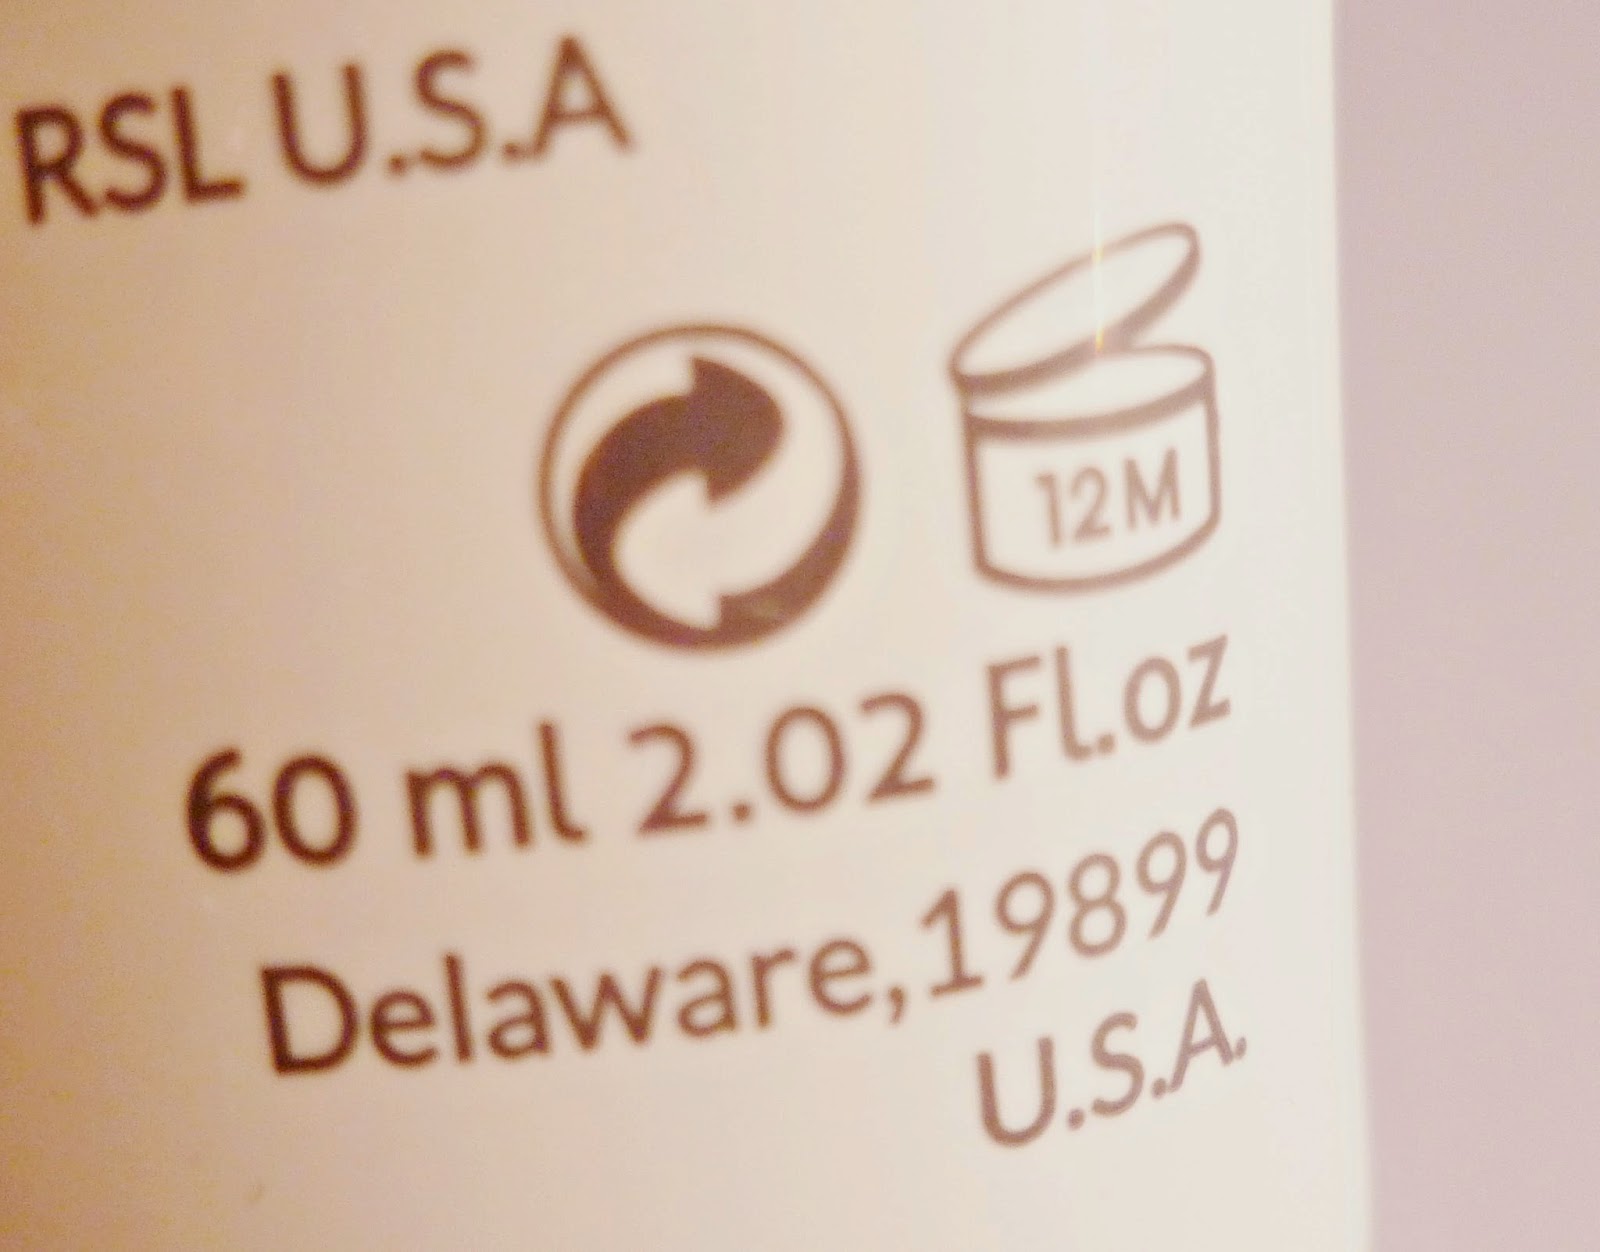 RSL U.S.A
12M
60 ml 2.02 Fl.oz
Delaware,19899
U.S.A.